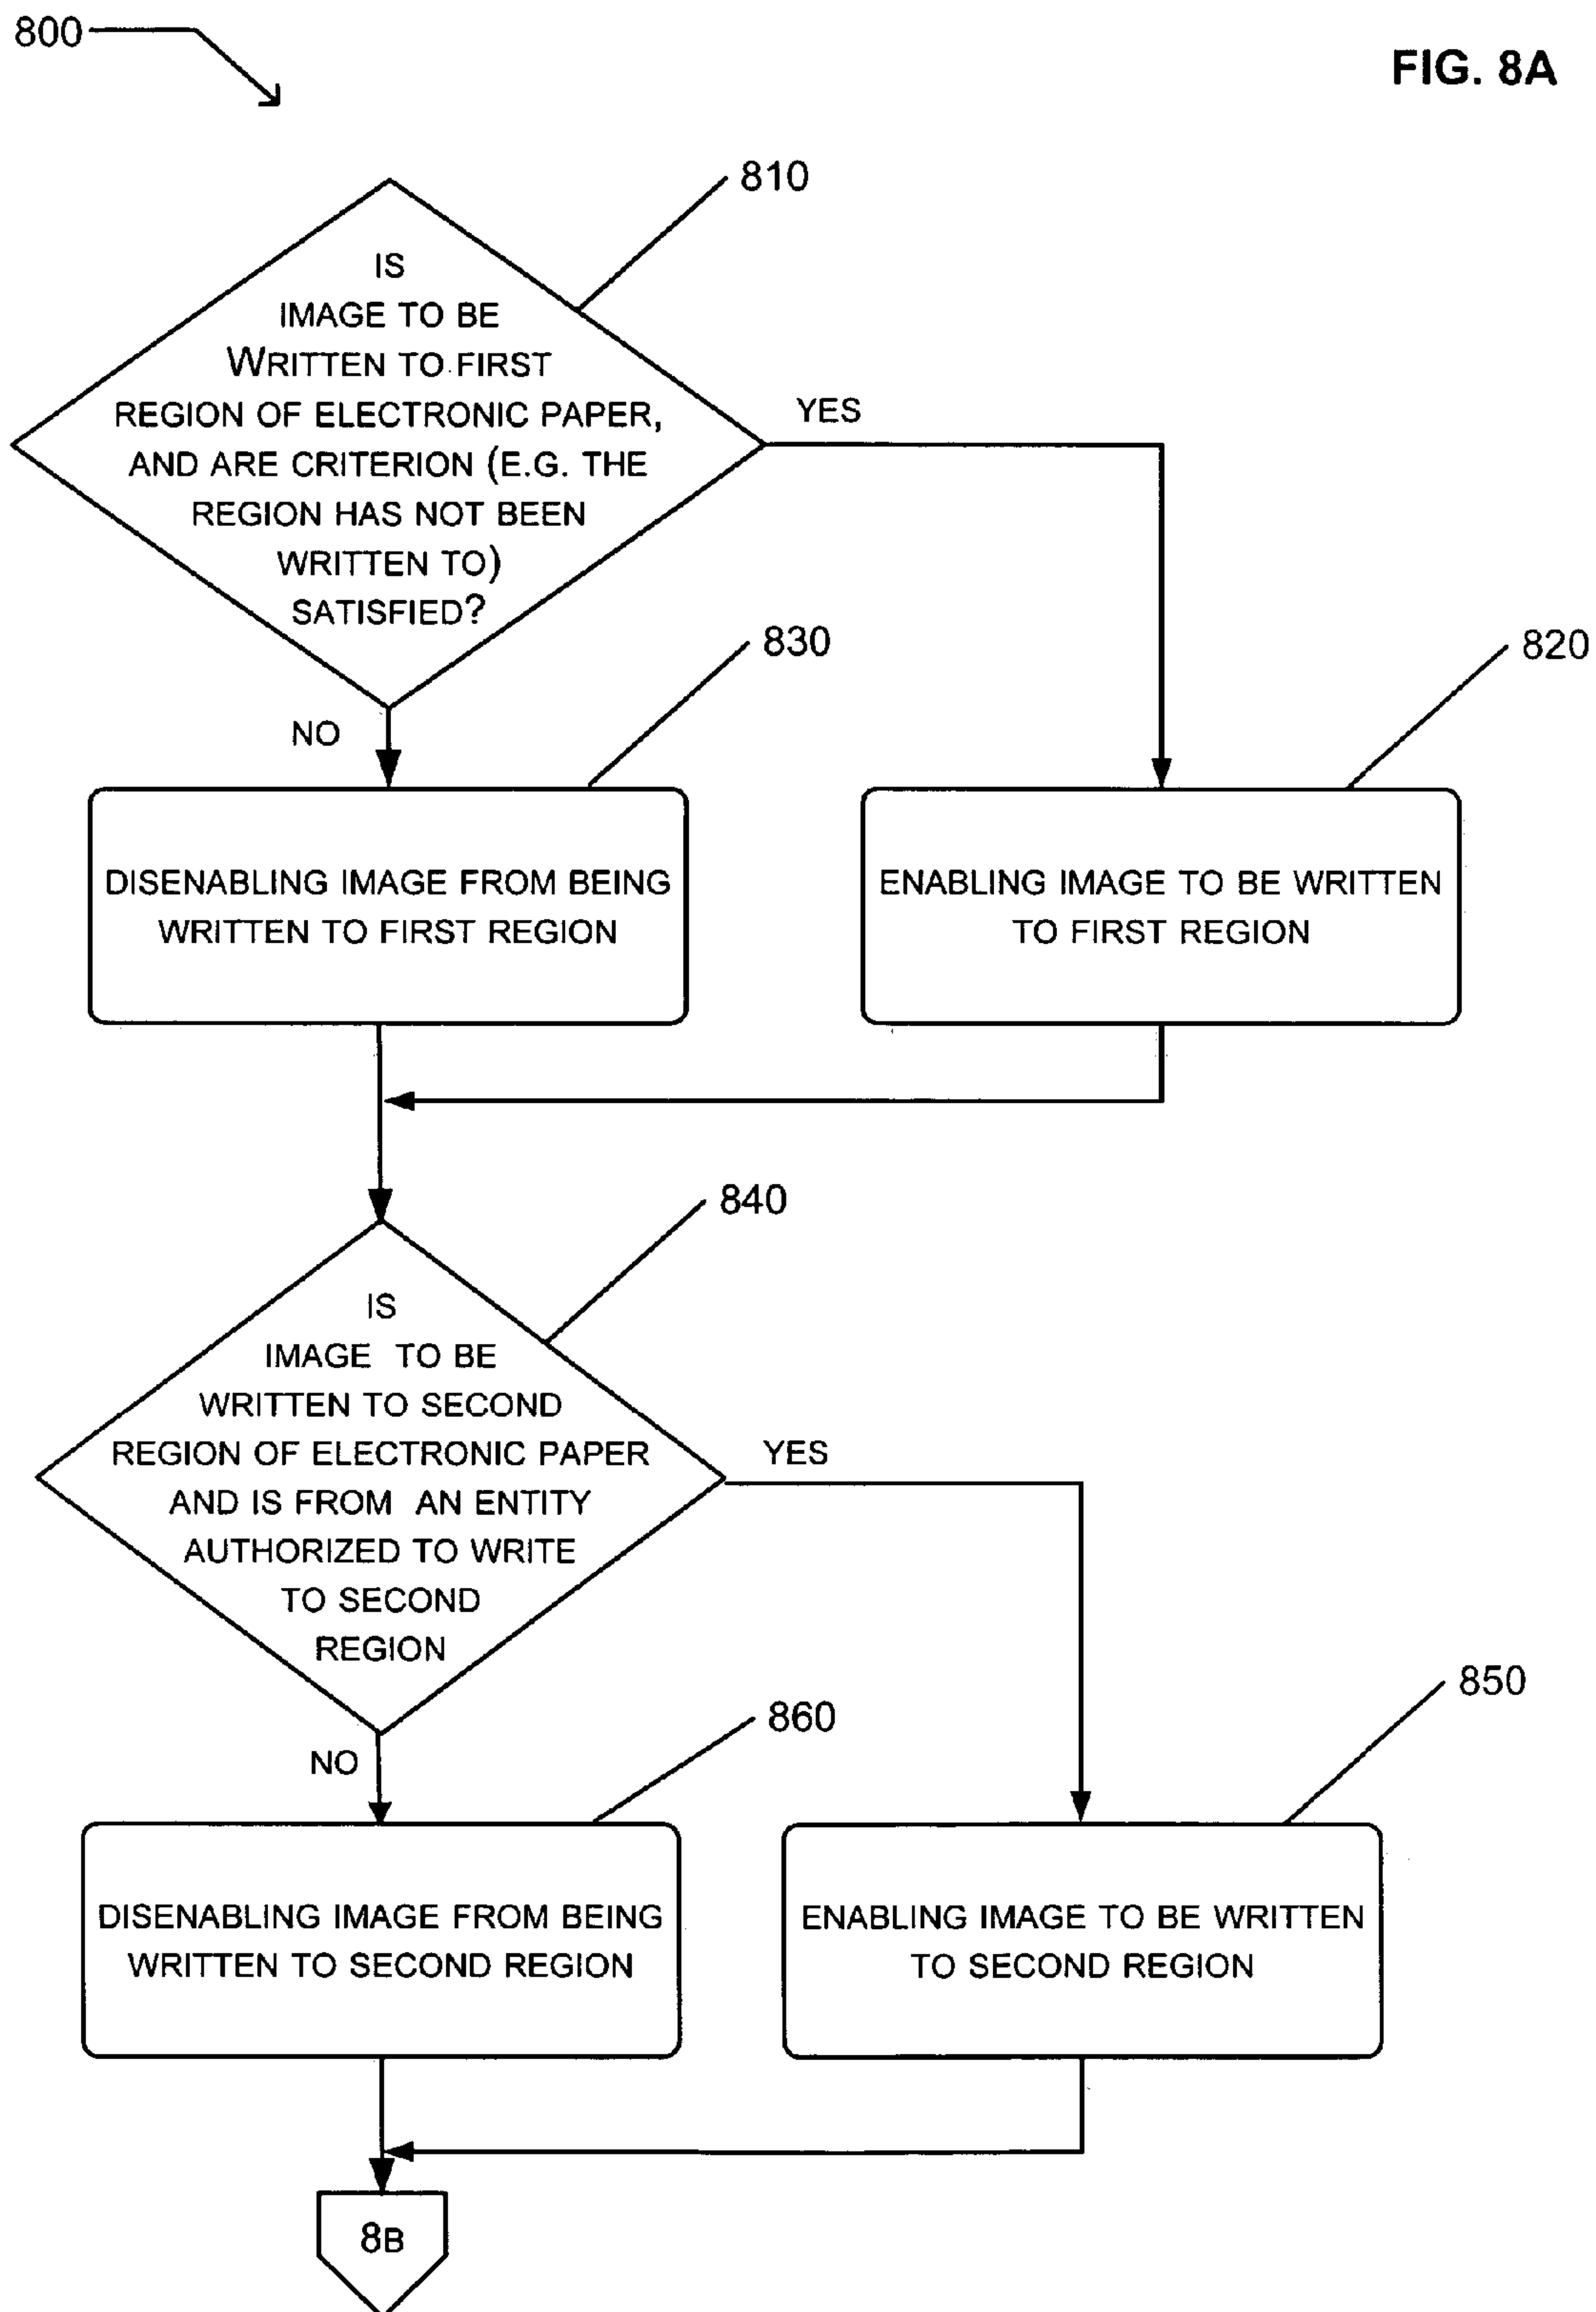 800
FIG. 8A
810
IS
IMAGE TO BE
WRITTEN TO FIRST
REGION OF ELECTRONIC PAPER,
AND ARE CRITERION (E.G. THE
REGION HAS NOT BEEN
WRITTEN TO)
SATISFIED?
YES
NO
830
820
DISENABLING IMAGE FROM BEING
WRITTEN TO FIRST REGION
ENABLING IMAGE TO BE WRITTEN
TO FIRST REGION
840
IS
IMAGE TO BE
WRITTEN TO SECOND
REGION OF ELECTRONIC PAPER
AND IS FROM AN ENTITY
AUTHORIZED TO WRITE
TO SECOND
REGION
YES
NO
860
850
DISENABLING IMAGE FROM BEING
WRITTEN TO SECOND REGION
ENABLING IMAGE TO BE WRITTEN
TO SECOND REGION
8B